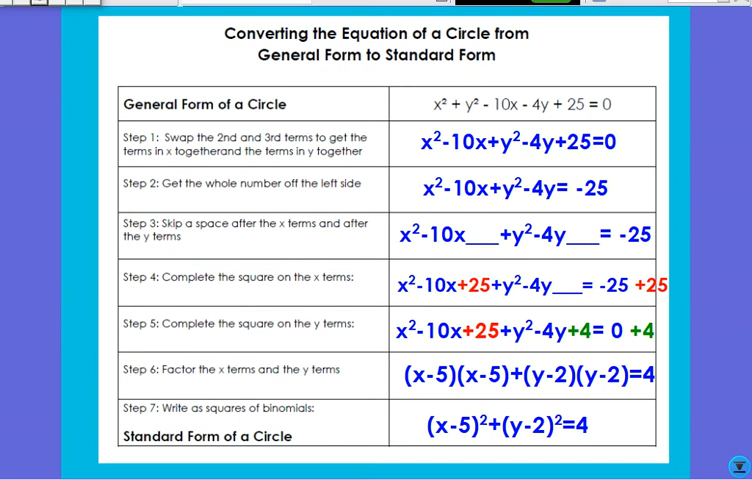 Converting the Equation of a Circle from
General Form to Standard Form
General Form of a Circle
x² + y² - 10x - 4y + 25 = 0
Step 1: Swap the 2nd and 3rd terms to get the
terms in x togetherand the terms in y together
x²-10x+y²-4y+25=0
Step 2: Get the whole number off the left side
x²-10x+y²-4y= -25
Step 3: Skip a space after the x terms and after
the y terms
x²-10x___+y²-4y___= -25
Step 4: Complete the square on the x terms:
x²-10x+25+y²-4y___= -25 +25
Step 5: Complete the square on the y terms:
x²-10x+25+y²-4y+4= 0 +4
Step 6: Factor the x terms and the y terms
(x-5)(x-5)+(y-2)(y-2)=4
Step 7: Write as squares of binomials:
Standard Form of a Circle
(x-5)²+(y-2)²=4